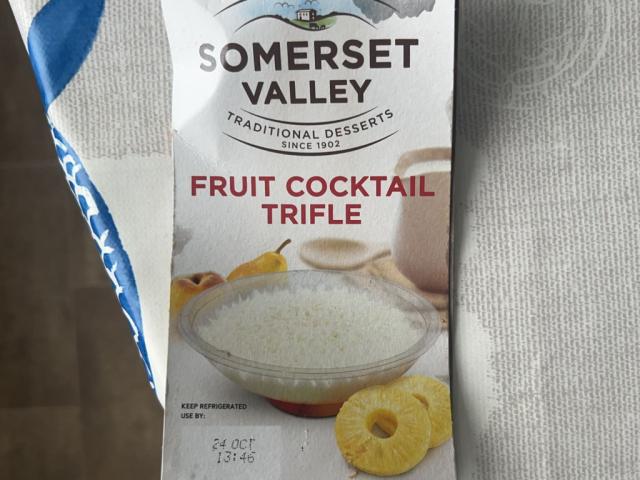 SOMERSET
VALLEY
TRADITIONAL DESSERTS
SINCE 1902
FRUIT COCKTAIL
TRIFLE
KEEP REFRIGERATED
USE BY:
24 OCT
13:46